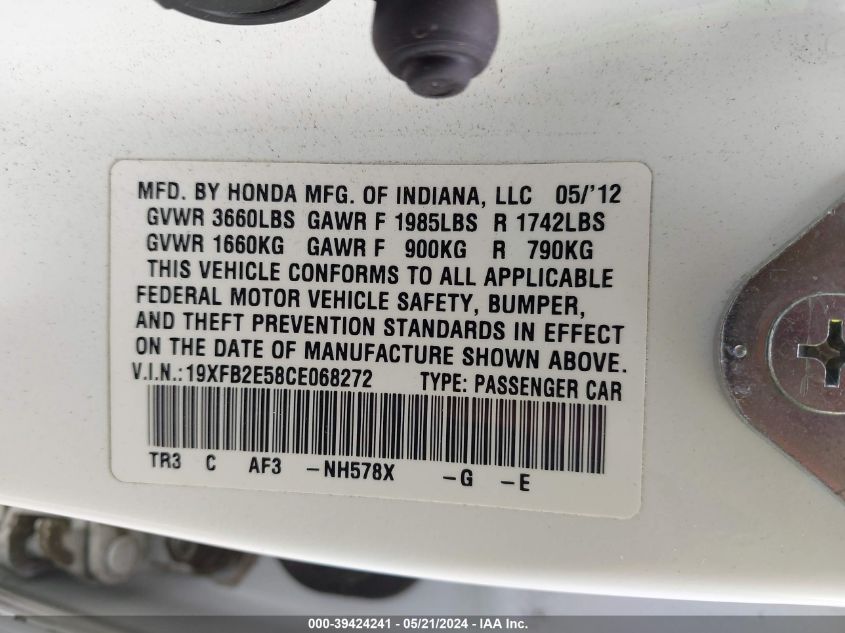 MFD. BY HONDA MFG. OF INDIANA, LLC 05/'12
GVWR 3660LBS GAWR F 1985LBS R 1742LBS
GVWR 1660KG GAWR F 900KG R 790KG
THIS VEHICLE CONFORMS TO ALL APPLICABLE
FEDERAL MOTOR VEHICLE SAFETY, BUMPER,
AND THEFT PREVENTION STANDARDS IN EFFECT
ON THE DATE OF MANUFACTURE SHOWN ABOVE.
V.I.N.:19XFB2E58CE068272 TYPE: PASSENGER CAR
TR3 C AF3 -NH578X -G -E
000-39424241 - 05/21/2024 - IAA Inc.